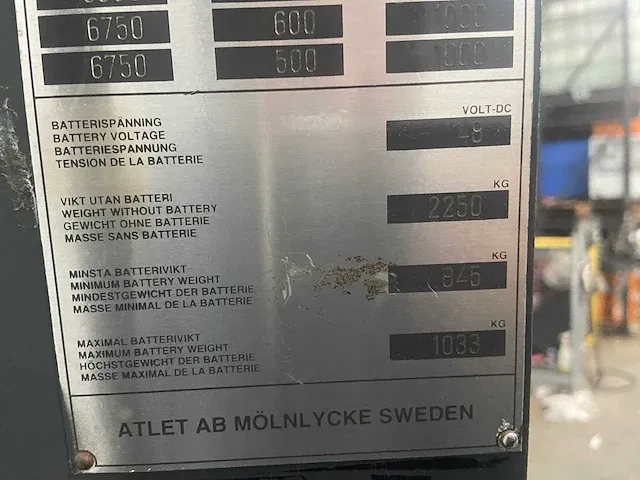 6750 600 1000
6750 500 1000
VOLT-DC
BATTERISPÄNNING
BATTERY VOLTAGE 48
BATTERIESPANNUNG
TENSION DE LA BATTERIE
KG
VIKT UTAN BATTERI
WEIGHT WITHOUT BATTERY 2250
GEWICHT OHNE BATTERIE
MASSE SANS BATTERIE
KG
MINSTA BATTERIVIKT
MINIMUM BATTERY WEIGHT 845
MINDESTGEWICHT DER BATTERIE
MASSE MINIMAL DE LA BATTERIE
KG
MAXIMAL BATTERIVIKT
MAXIMUM BATTERY WEIGHT 1033
HÖCHSTGEWICHT DER BATTERIE
MASSE MAXIMAL DE LA BATTERIE
ATLET AB MÖLNLYCKE SWEDEN